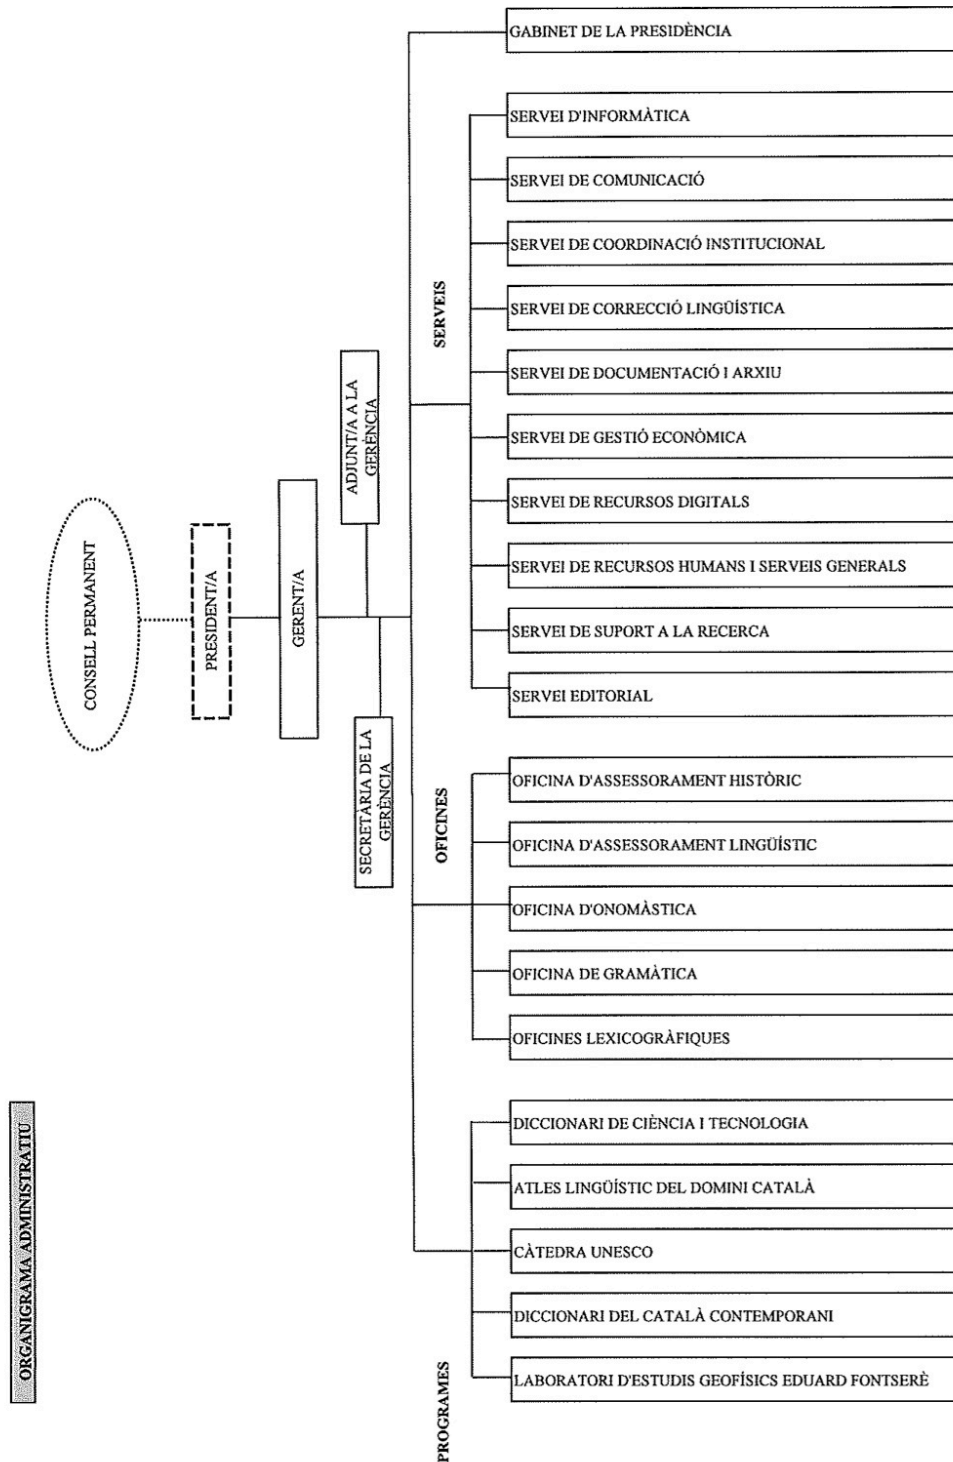 ORGANIGRAMA ADMINISTRATIU
CONSELL PERMANENT
PRESIDENT/A
GERENT/A
SECRETÀRIA DE LA
GERÈNCIA
ADJUNT/A A LA
GERÈNCIA
GABINET DE LA PRESIDÈNCIA
SERVEIS
SERVEI D'INFORMÀTICA
SERVEI DE COMUNICACIÓ
SERVEI DE COORDINACIÓ INSTITUCIONAL
SERVEI DE CORRECCIÓ LINGÜÍSTICA
SERVEI DE DOCUMENTACIÓ I ARXIU
SERVEI DE GESTIÓ ECONÒMICA
SERVEI DE RECURSOS DIGITALS
SERVEI DE RECURSOS HUMANS I SERVEIS GENERALS
SERVEI DE SUPORT A LA RECERCA
SERVEI EDITORIAL
OFICINES
OFICINA D'ASSESSORAMENT HISTÒRIC
OFICINA D'ASSESSORAMENT LINGÜÍSTIC
OFICINA D'ONOMÀSTICA
OFICINA DE GRAMÀTICA
OFICINES LEXICOGRÀFIQUES
PROGRAMES
DICCIONARI DE CIÈNCIA I TECNOLOGIA
ATLES LINGÜÍSTIC DEL DOMINI CATALÀ
CÀTEDRA UNESCO
DICCIONARI DEL CATALÀ CONTEMPORANI
LABORATORI D'ESTUDIS GEOFÍSICS EDUARD FONTSERÈ